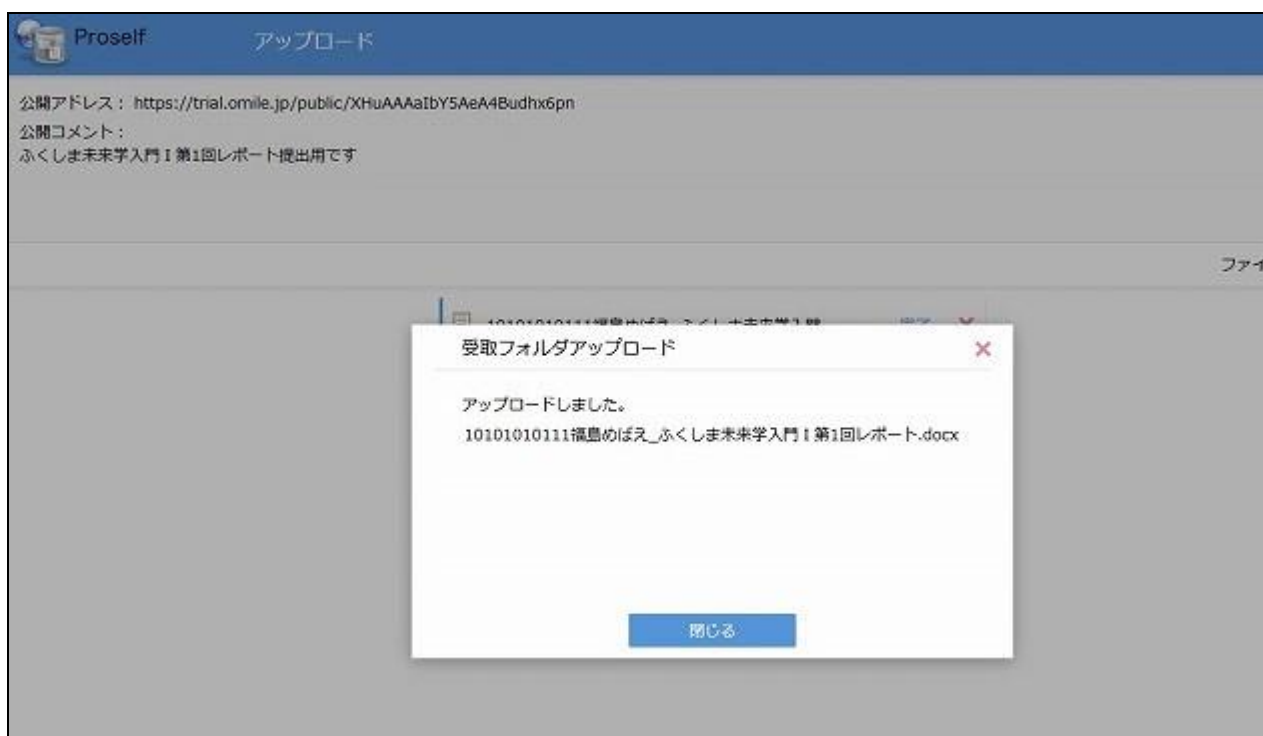 Proself
アップロード
公開アドレス： https://trial.omile.jp/public/XHuAAAaIbY5AeA4Budhx6pn
公開コメント：
ふくしま未来学入門Ⅰ第1回レポート提出用です
ファイ
受取フォルダアップロード
アップロードしました。
10101010111福島めばえ_ふくしま未来学入門Ⅰ第1回レポート.docx
閉じる